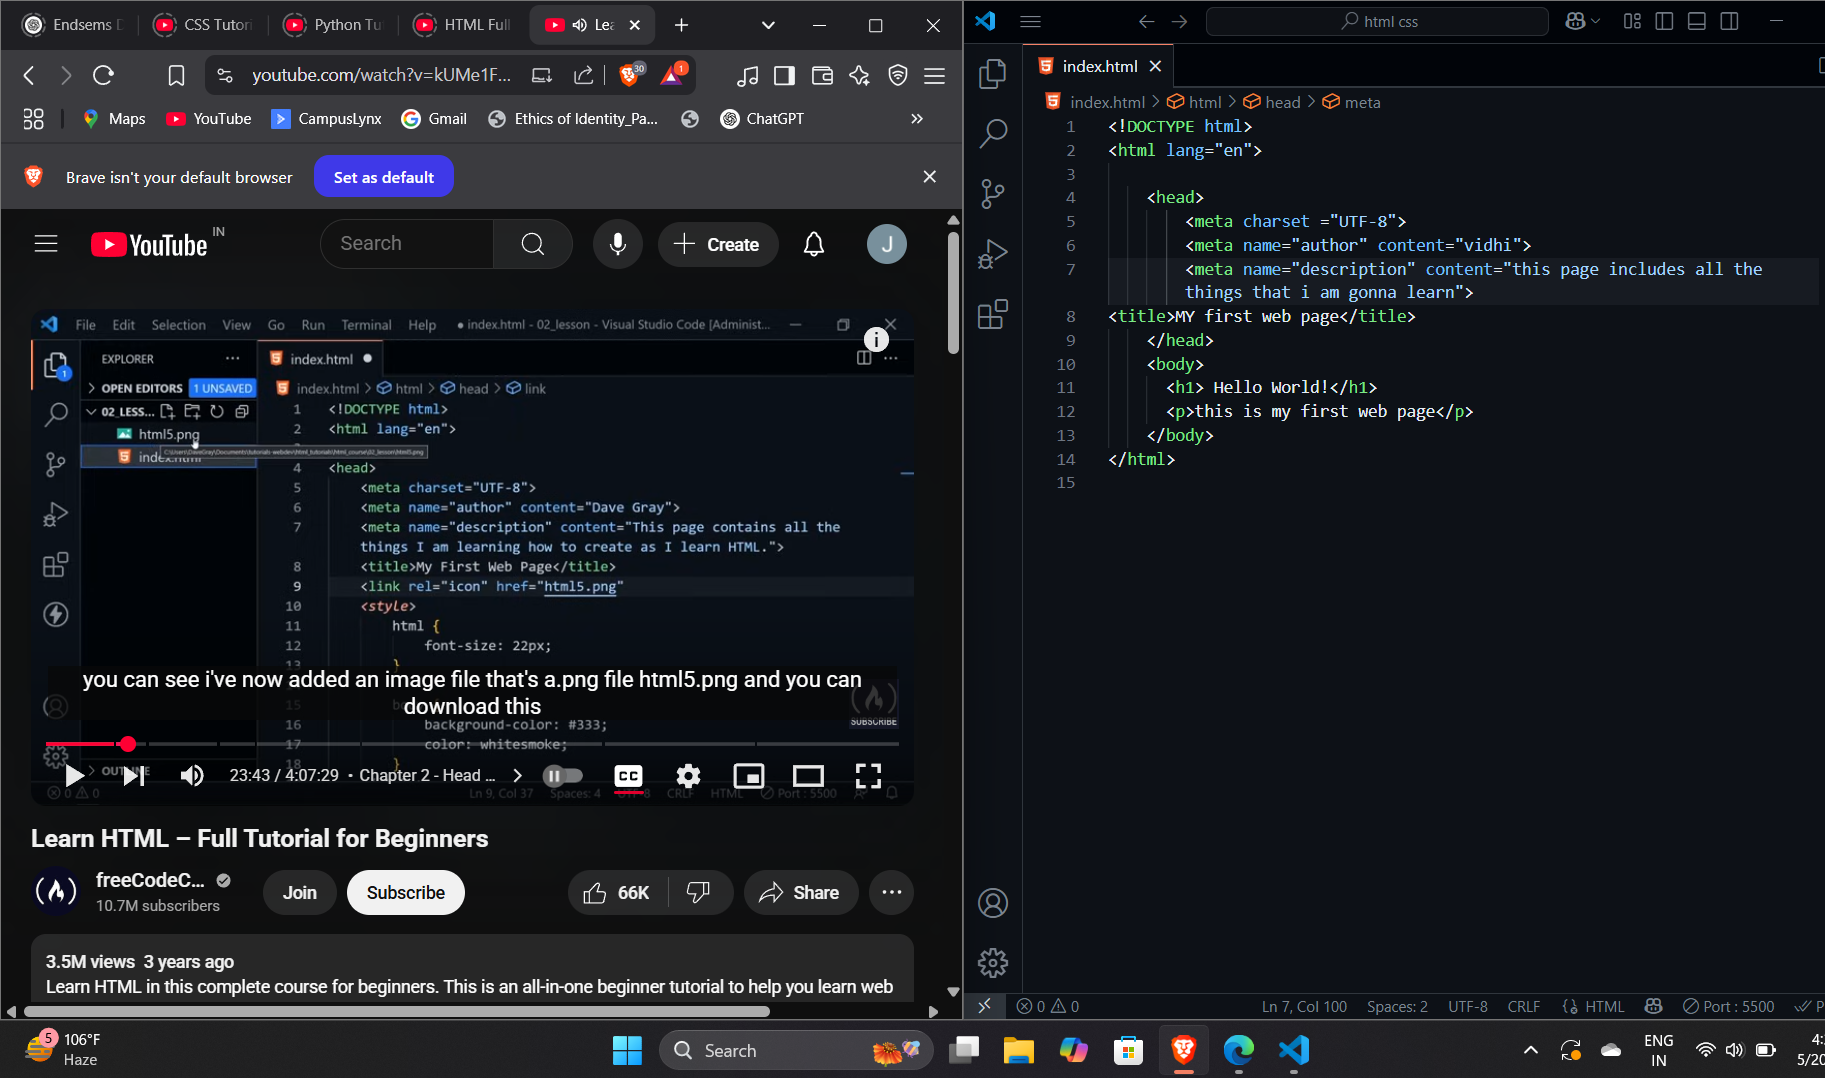 Endsems
CSS Tutori
Python Tu
HTML Full
Lea
youtube.com/watch?v=kUMe1F...
30
1
Maps
YouTube
CampusLynx
Gmail
Ethics of Identity_Pa...
ChatGPT
Brave isn't your default browser
Set as default
YouTube IN
Search
Create
J
File Edit Selection View Go Run Terminal Help
● index.html - 02_lesson - Visual Studio Code [Administ...
EXPLORER
1
OPEN EDITORS 1 UNSAVED
02_LESS...
html5.png
index.html
index.html ●
index.html > html > head > link
1 <!DOCTYPE html>
2 <html lang="en">
4 <head>
5 <meta charset="UTF-8">
6 <meta name="author" content="Dave Gray">
7 <meta name="description" content="This page contains all the
things I am learning how to create as I learn HTML.">
8 <title>My First Web Page</title>
9 <link rel="icon" href="html5.png"
10 <style>
11 html {
12 font-size: 22px;
13 }
you can see i've now added an image file that's a.png file html5.png and you can
download this
15
16 background-color: #333;
17 color: whitesmoke;
18 }
SUBSCRIBE
OUTLINE
23:43 / 4:07:29 • Chapter 2 - Head ...
CC
0 0
Ln 9, Col 37 Spaces: 4 UTF-8 CRLF HTML Port : 5500
Learn HTML – Full Tutorial for Beginners
freeCodeC...
10.7M subscribers
Join
Subscribe
66K
Share
3.5M views 3 years ago
Learn HTML in this complete course for beginners. This is an all-in-one beginner tutorial to help you learn web
html css
index.html
index.html > html > head > meta
1 <!DOCTYPE html>
2 <html lang="en">
3
4 <head>
5 <meta charset ="UTF-8">
6 <meta name="author" content="vidhi">
7 <meta name="description" content="this page includes all the
things that i am gonna learn">
8 <title>MY first web page</title>
9 </head>
10 <body>
11 <h1> Hello World!</h1>
12 <p>this is my first web page</p>
13 </body>
14 </html>
15
0 0
Ln 7, Col 100 Spaces: 2 UTF-8 CRLF {} HTML Port : 5500
5
106°F
Haze
Search
ENG
IN
4:
5/20